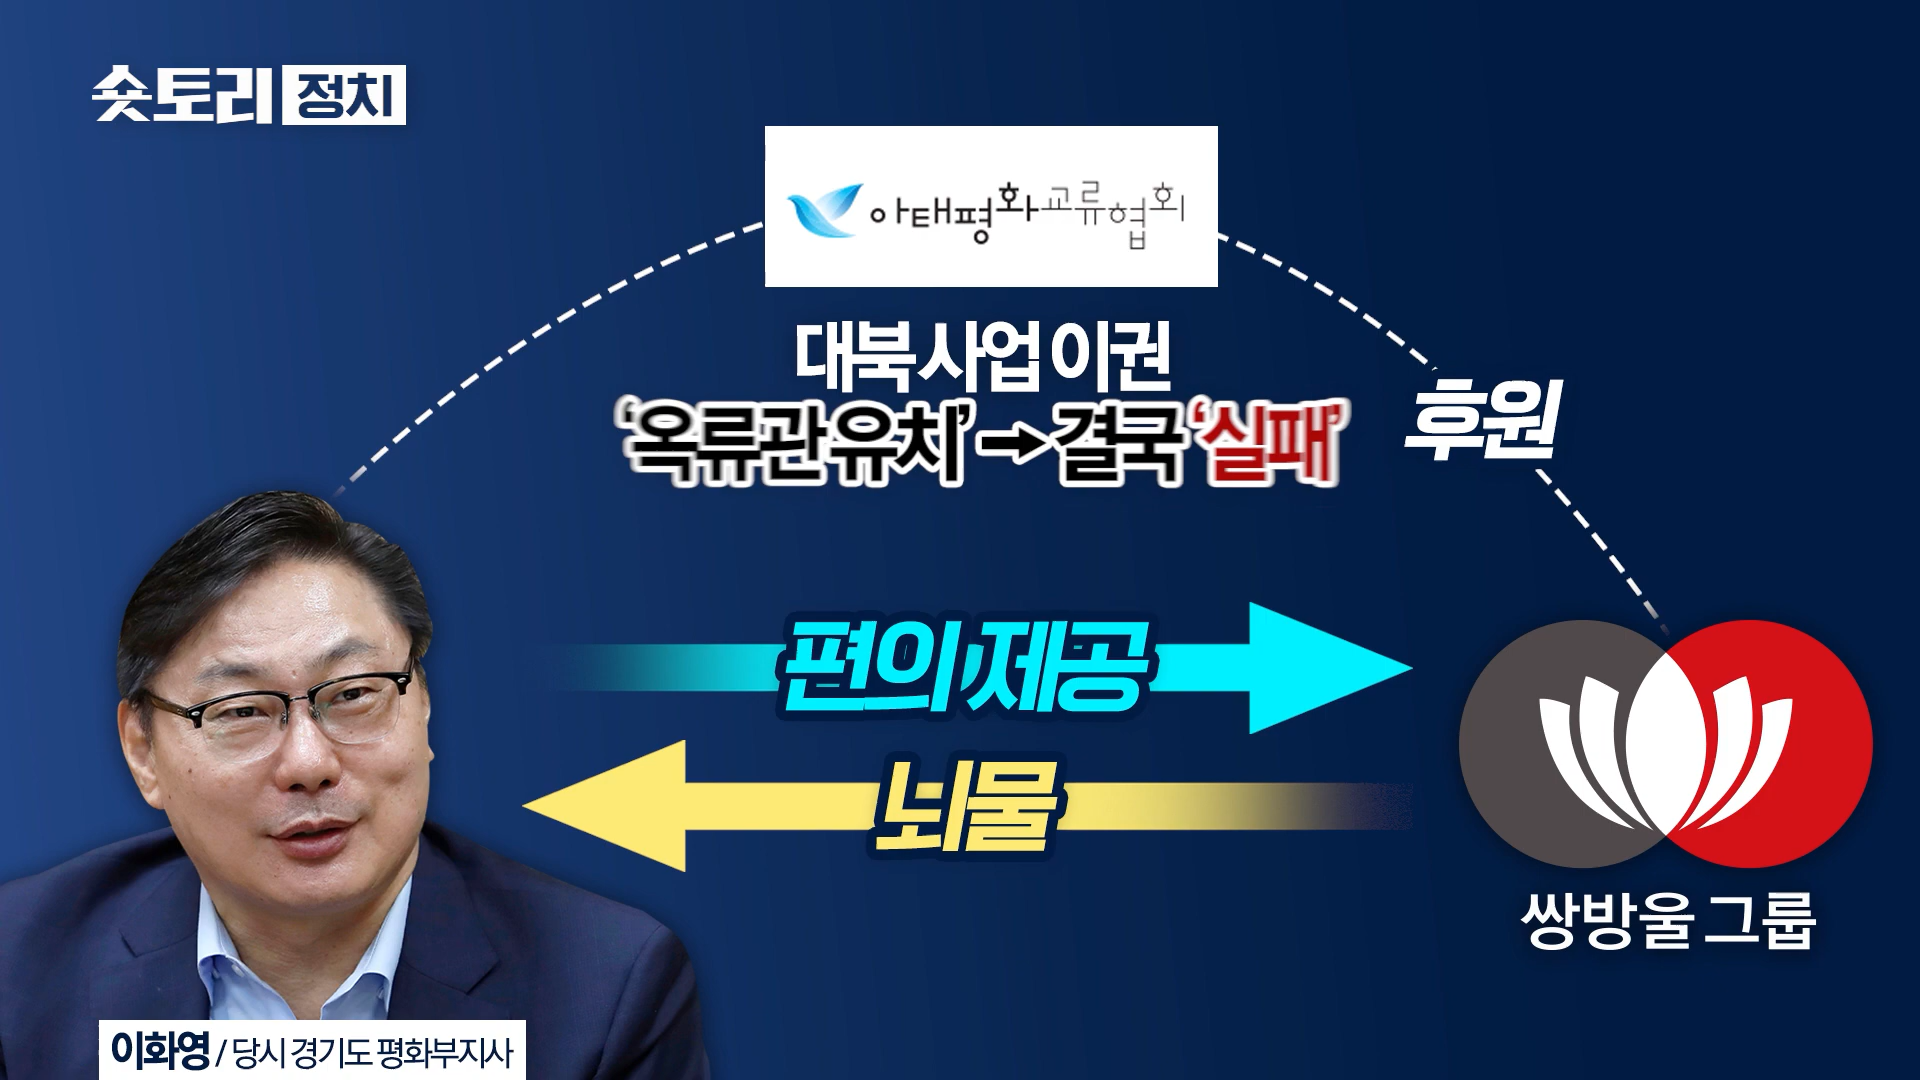 숏토리 정치
아태평화교류협회
대북 사업 이권
‘옥류관 유치’ → 결국 ‘실패’
후원
편의 제공
뇌물
쌍방울 그룹
이화영 / 당시 경기도 평화부지사